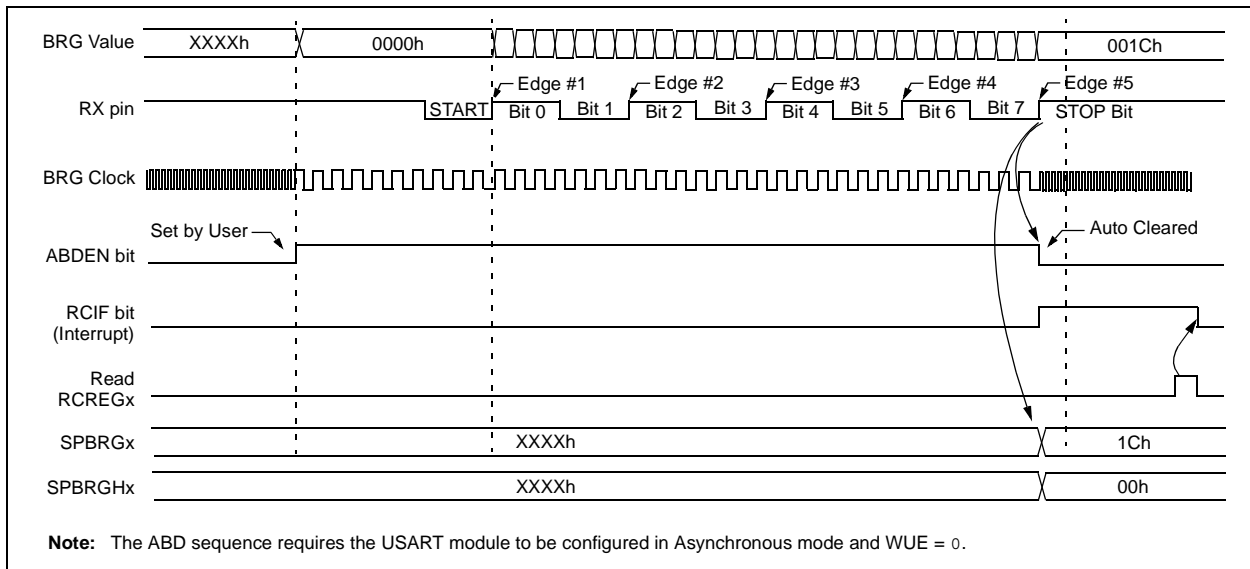 BRG Value XXXXh 0000h 001Ch
Edge #1 Edge #2 Edge #3 Edge #4 Edge #5
RX pin START Bit 0 Bit 1 Bit 2 Bit 3 Bit 4 Bit 5 Bit 6 Bit 7 STOP Bit
BRG Clock
Set by User Auto Cleared
ABDEN bit
RCIF bit
(Interrupt)
Read
RCREGx
SPBRGx XXXXh 1Ch
SPBRGHx XXXXh 00h
Note: The ABD sequence requires the USART module to be configured in Asynchronous mode and WUE = 0.